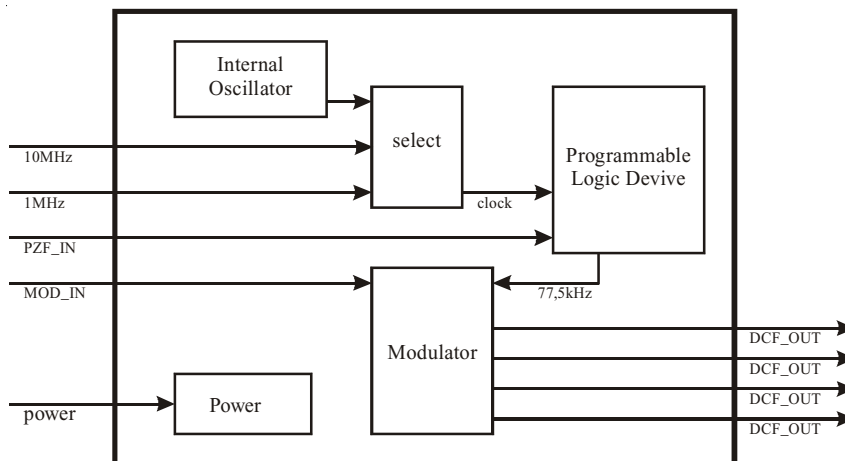 Internal
Oscillator
select
Programmable
Logic Devive
10MHz
1MHz
clock
PZF_IN
MOD_IN
77,5kHz
Modulator
DCF_OUT
DCF_OUT
DCF_OUT
DCF_OUT
power
Power